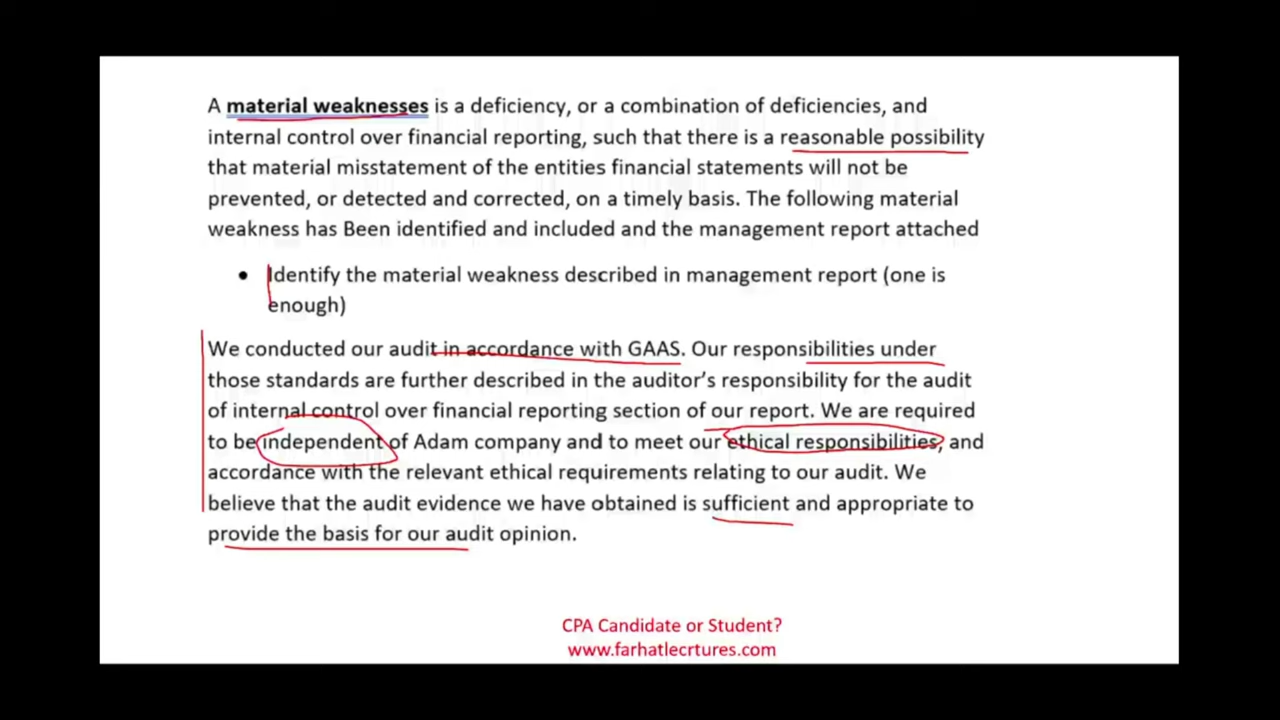 A material weaknesses is a deficiency, or a combination of deficiencies, and
internal control over financial reporting, such that there is a reasonable possibility
that material misstatement of the entities financial statements will not be
prevented, or detected and corrected, on a timely basis. The following material
weakness has Been identified and included and the management report attached
• Identify the material weakness described in management report (one is
enough)
We conducted our audit in accordance with GAAS. Our responsibilities under
those standards are further described in the auditor's responsibility for the audit
of internal control over financial reporting section of our report. We are required
to be independent of Adam company and to meet our ethical responsibilities, and
accordance with the relevant ethical requirements relating to our audit. We
believe that the audit evidence we have obtained is sufficient and appropriate to
provide the basis for our audit opinion.
CPA Candidate or Student?
www.farhatlecrtures.com